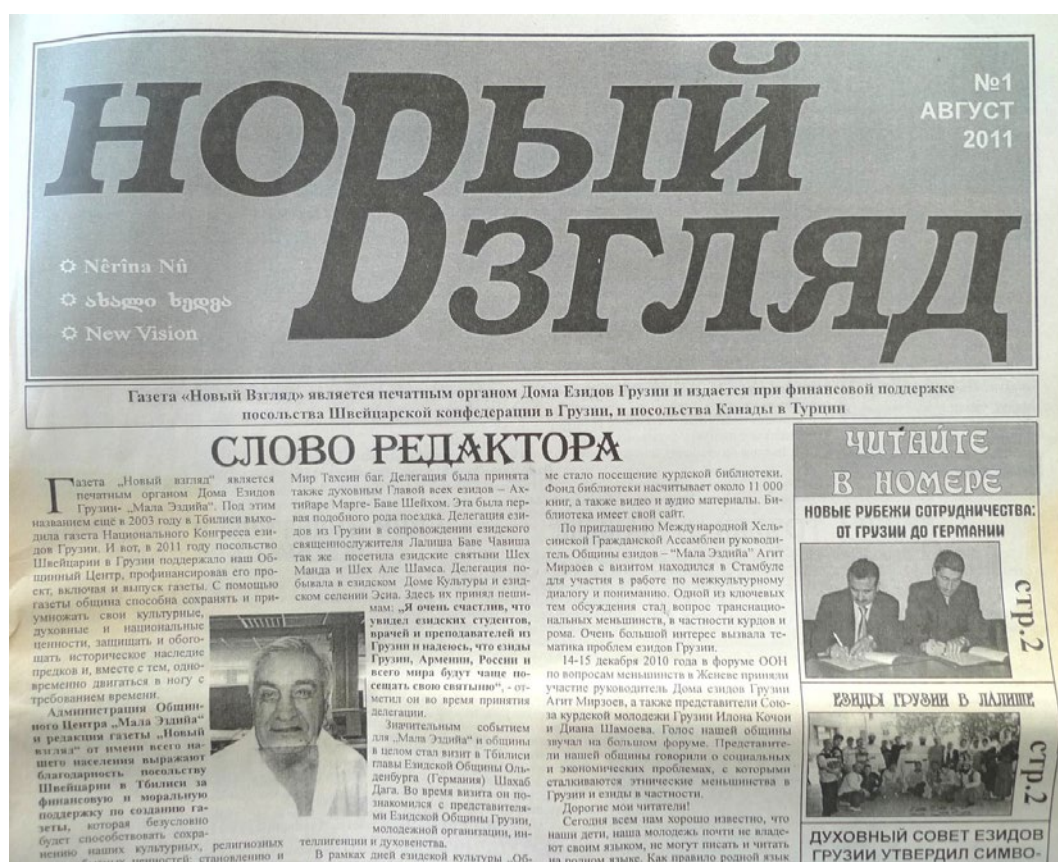 НОВЫЙ
ВЗГЛЯД
№1
АВГУСТ
2011
Nêrîna Nû
ახალი ხედვა
New Vision
Газета «Новый Взгляд» является печатным органом Дома Езидов Грузии и издается при финансовой поддержке
посольства Швейцарской конфедерации в Грузии, и посольства Канады в Турции
СЛОВО РЕДАКТОРА
Газета „Новый взгляд“ является
печатным органом Дома Езидов
Грузии- „Мала Эздийа“. Под этим
названием ещё в 2003 году в Тбилиси выхо-
дила газета Национального Конгресса ези-
дов Грузии. И вот, в 2011 году посольство
Швейцарии в Грузии поддержало наш Об-
щинный Центр, профинансировав его про-
ект, включая и выпуск газеты. С помощью
газеты община способна сохранять и при-
умножать свои культурные,
духовные и национальные
ценности, защищать и обого-
щать историческое наследие
предков и, вместе с тем, одно-
временно двигаться в ногу с
требованием времени.
Администрация Общин-
ного Центра „Мала Эздийа“
и редакция газеты „Новый
взгляд“ от имени всего на-
шего населения выражают
благодарность посольству
Швейцарии в Тбилиси за
финансовую и моральную
поддержку по созданию га-
зеты, которая безусловно
будет способствовать сохра-
нению наших культурных, религиозных
ценностей; становлению и
Мир Тахсин баг. Делегация была принята
также духовным Главой всех езидов – Ах-
тийаре Марге- Баве Шейхом. Эта была пер-
вая подобного рода поездка. Делегация ези-
дов из Грузии в сопровождении езидского
священнослужителя Лалиша Баве Чавиша
так же посетила езидские святыни Шех
Манда и Шех Але Шамса. Делегация по-
бывала в езидском Доме Культуры и езид-
ском селении Эсиа. Здесь их принял пеши-
мам: „Я очень счастлив, что
увидел езидских студентов,
врачей и преподавателей из
Грузии и надеюсь, что езиды
Грузии, Армении, России и
всего мира будут чаще по-
сещать свою святыню“, - от-
метил он во время принятия
делегации.
Значительным событием
для „Мала Эздийа“ и общины
в целом стал визит в Тбилиси
главы Езидской Общины Оль-
денбурга (Германия) Шахаб
Дага. Во время визита он по-
знакомился с представителя-
ми Езидской Общины Грузии,
молодежной организации, ин-
теллигенции и духовенства.
В рамках дней езидской культуры „Об-
ме стало посещение курдской библиотеки.
Фонд библиотеки насчитывает около 11 000
книг, а также видео и аудио материалы. Би-
блиотека имеет свой сайт.
По приглашению Международной Хель-
синской Гражданской Ассамблеи руководи-
тель Общины езидов – “Мала Эздийа” Агит
Мирзоев с визитом находился в Стамбуле
для участия в работе по межкультурному
диалогу и пониманию. Одной из ключевых
тем обсуждения стал вопрос транснацио-
нальных меньшинств, в частности курдов и
рома. Очень большой интерес вызвала те-
матика проблем езидов Грузии.
14-15 декабря 2010 года в форуме ООН
по вопросам меньшинств в Женеве приняли
участие руководитель Дома езидов Грузии
Агит Мирзоев, а также представители Сою-
за курдской молодежи Грузии Илона Кочои
и Диана Шамоева. Голос нашей общины
звучал на большом форуме. Представите-
ли нашей общины говорили о социальных
и экономических проблемах, с которыми
сталкиваются этнические меньшинства в
Грузии и езиды в частности.
Дорогие мои читатели!
Сегодня всем нам хорошо известно, что
наши дети, наша молодежь почти не владе-
ют своим языком, не могут писать и читать
на родном языке. Как правило родной язык
ЧИТАЙТЕ
В НОМЕРЕ
НОВЫЕ РУБЕЖИ СОТРУДНИЧЕСТВА:
ОТ ГРУЗИИ ДО ГЕРМАНИИ
стр.2
ЕЗИДЫ ГРУЗИИ В ЛАЛИШЕ
стр.2
ДУХОВНЫЙ СОВЕТ ЕЗИДОВ
ГРУЗИИ УТВЕРДИЛ СИМВО-